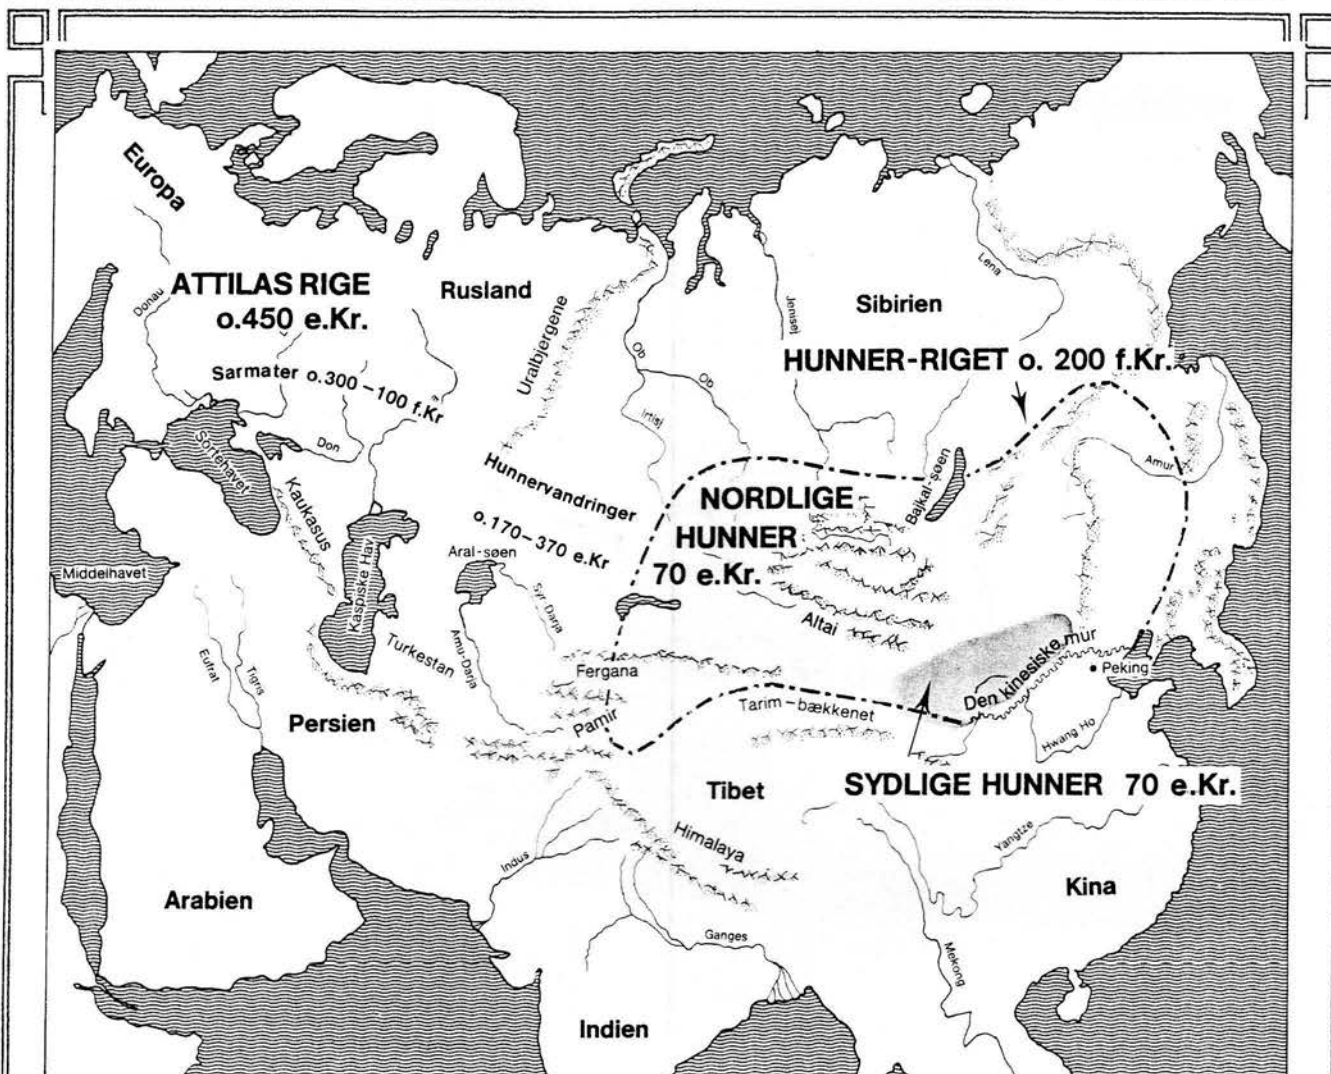 Europa
ATTILAS RIGE
o.450 e.Kr.
Rusland
Sibirien
Donau
Uralbjergene
Ob
Ob
Jenisej
Lena
HUNNER-RIGET o. 200 f.Kr.
Sarmater o.300–100 f.Kr
Irtisj
Don
Sortehavet
Hunnervandringer
o.170–370 e.Kr
NORDLIGE
HUNNER
70 e.Kr.
Bajkal-søen
Amur
Kaukasus
Kaspiske Hav
Aral-søen
Middelhavet
Syr-Darja
Altai
Amu-Darja
Turkestan
Fergana
Eufrat
Tigris
Den kinesiske mur
Peking
Persien
Pamir
Tarim–bækkenet
Hwang Ho
Tibet
SYDLIGE HUNNER 70 e.Kr.
Himalaya
Indus
Yangtze
Arabien
Kina
Ganges
Mekong
Indien